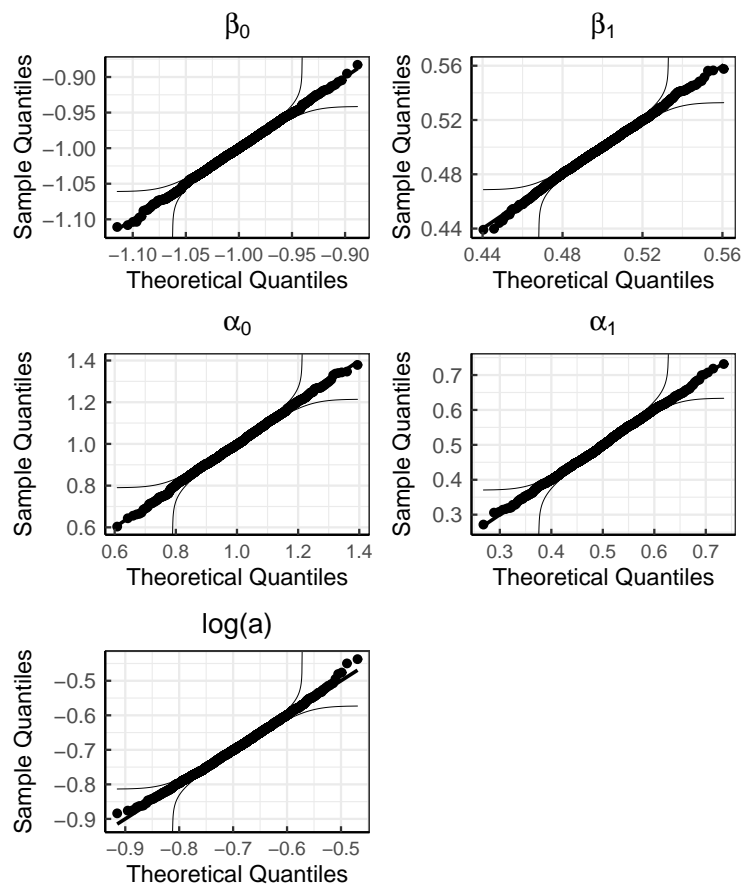 β₀
−0.90
−0.95
−1.00
−1.05
−1.10
Sample Quantiles
−1.10 −1.05 −1.00 −0.95 −0.90
Theoretical Quantiles
β₁
0.56
0.52
0.48
0.44
Sample Quantiles
0.44 0.48 0.52 0.56
Theoretical Quantiles
α₀
1.4
1.2
1.0
0.8
0.6
Sample Quantiles
0.6 0.8 1.0 1.2 1.4
Theoretical Quantiles
α₁
0.7
0.6
0.5
0.4
0.3
Sample Quantiles
0.3 0.4 0.5 0.6 0.7
Theoretical Quantiles
log(a)
−0.5
−0.6
−0.7
−0.8
−0.9
Sample Quantiles
−0.9 −0.8 −0.7 −0.6 −0.5
Theoretical Quantiles